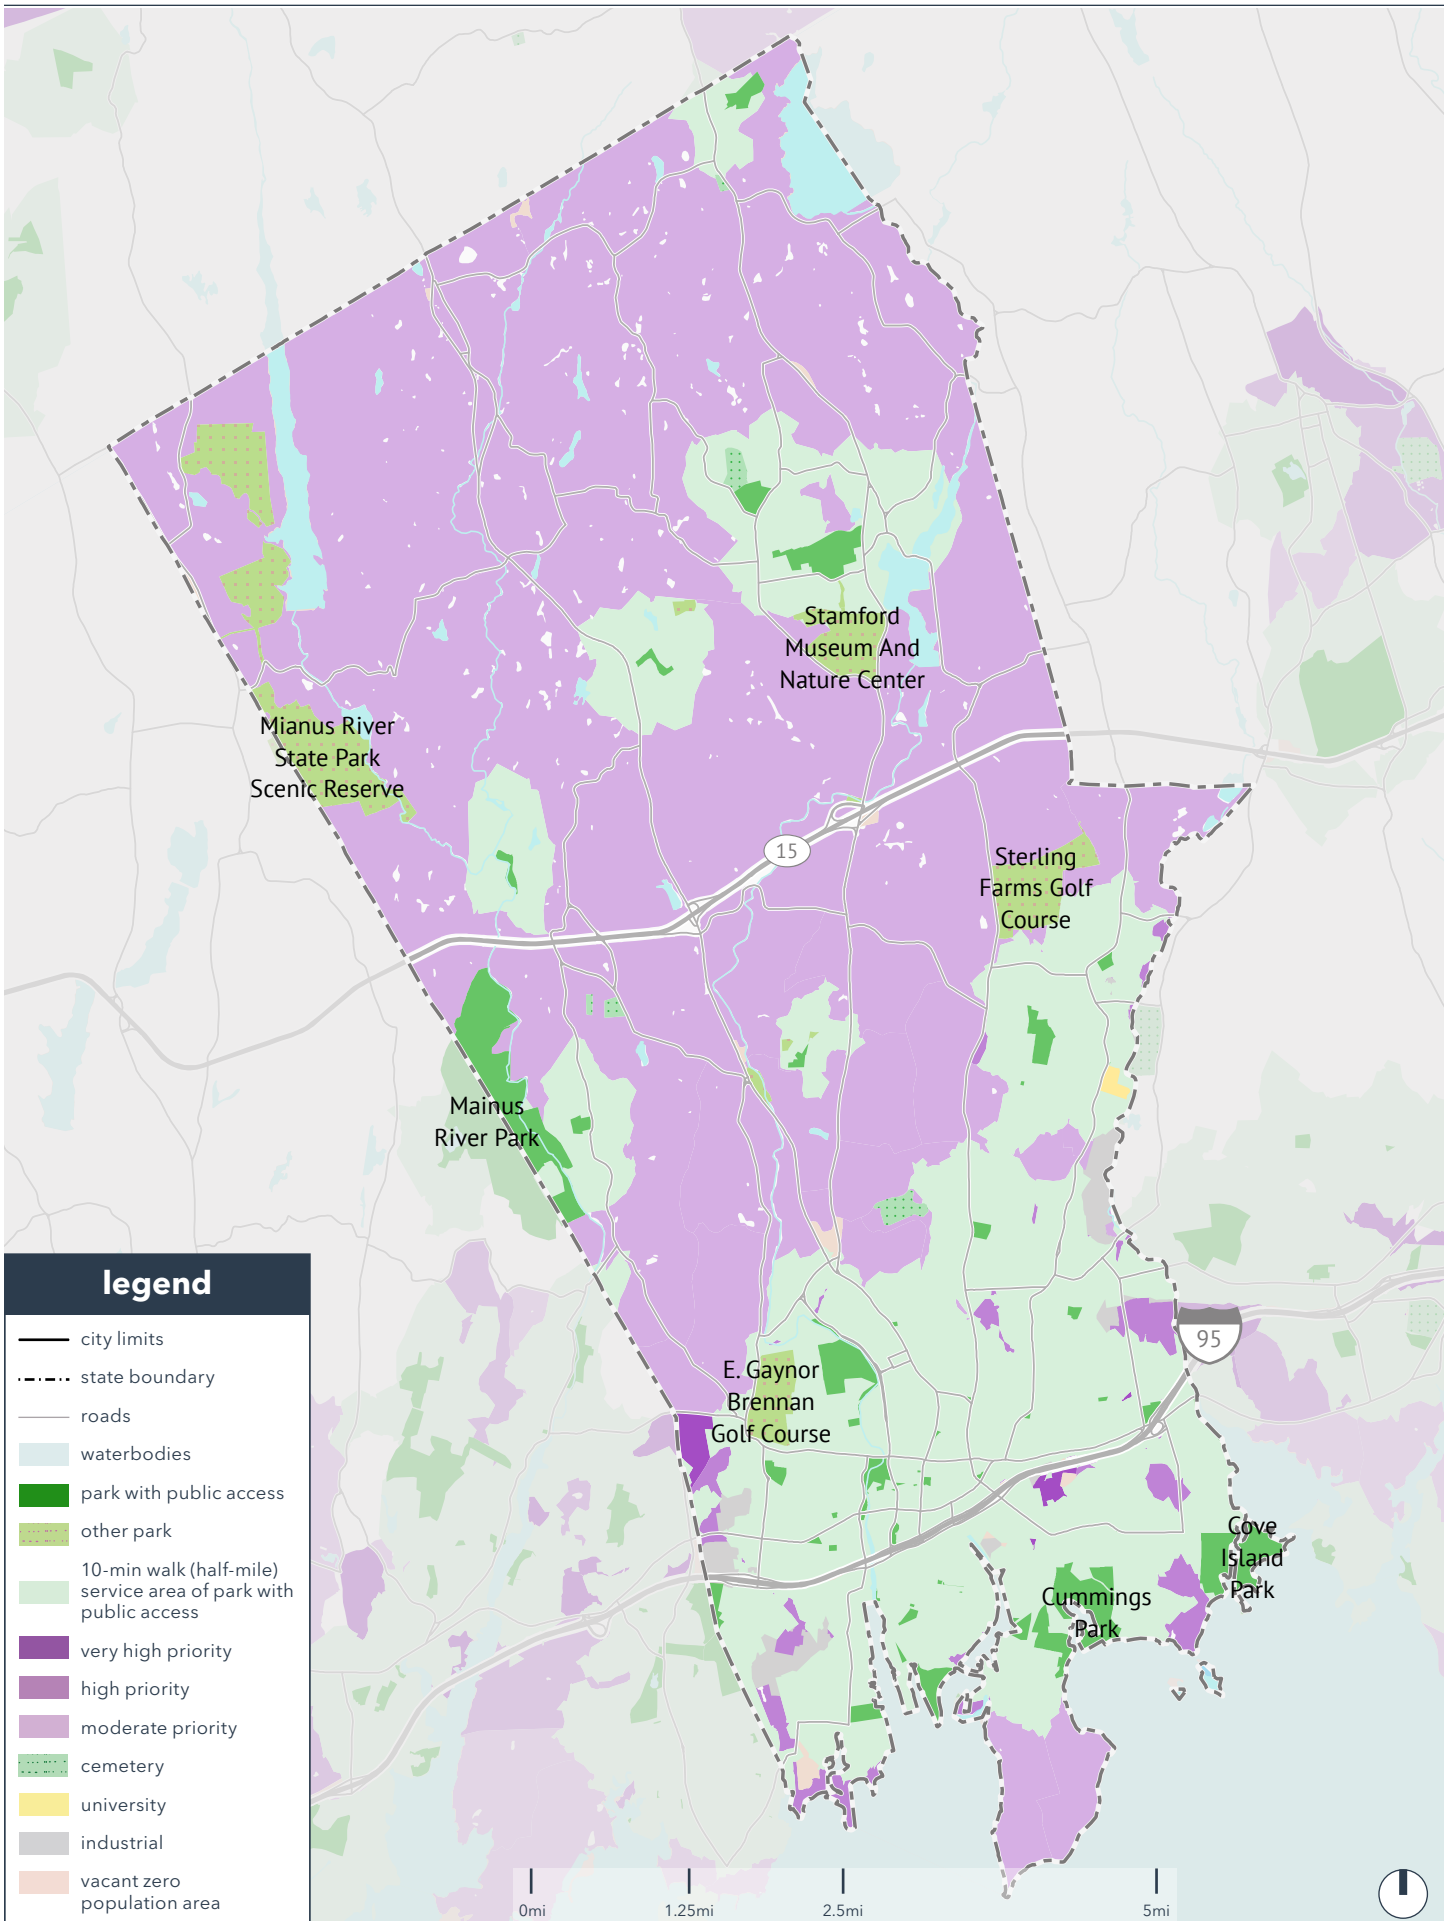 Stamford
Museum And
Nature Center
Mianus River
State Park
Scenic Reserve
15
Sterling
Farms Golf
Course
Mainus
River Park
95
E. Gaynor
Brennan
Golf Course
Cove
Island
Park
Cummings
Park
legend
city limits
state boundary
roads
waterbodies
park with public access
other park
10-min walk (half-mile)
service area of park with
public access
very high priority
high priority
moderate priority
cemetery
university
industrial
vacant zero
population area
0mi
1.25mi
2.5mi
5mi